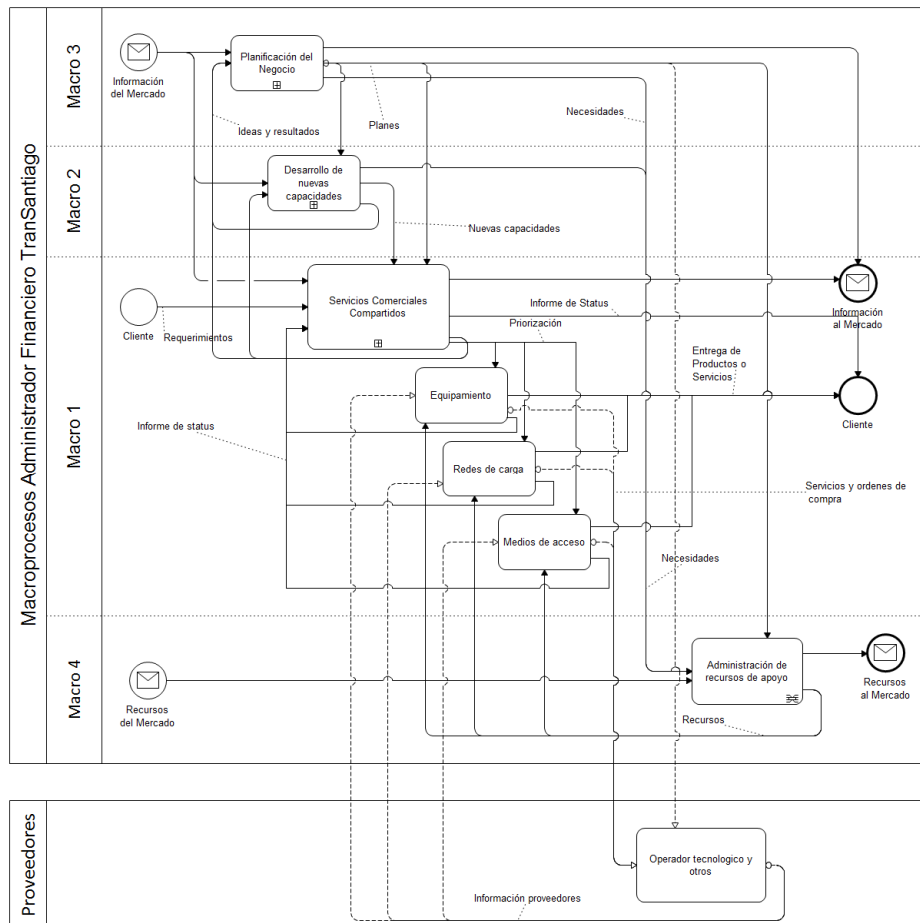 Macroprocesos Administrador Financiero TranSantiago
Macro 3
Información
del Mercado
Planificación del
Negocio
Ideas y resultados
Planes
Necesidades
Macro 2
Desarrollo de
nuevas
capacidades
Nuevas capacidades
Macro 1
Cliente
Requerimientos
Servicios Comerciales
Compartidos
Informe de Status
Priorización
Información
al Mercado
Entrega de
Productos o
Servicios
Cliente
Equipamiento
Informe de status
Redes de carga
Servicios y ordenes de
compra
Medios de acceso
Necesidades
Macro 4
Recursos
del Mercado
Administración de
recursos de apoyo
Recursos
al Mercado
Recursos
Proveedores
Operador tecnologico y
otros
Información proveedores